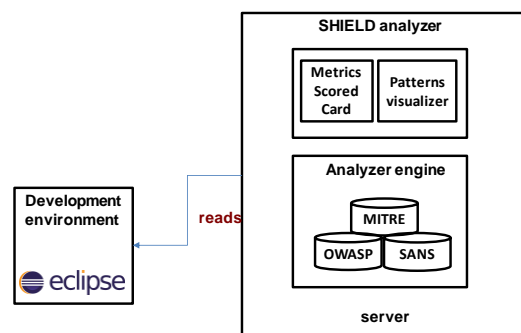 SHIELD analyzer
Metrics
Scored
Card
Patterns
visualizer
Analyzer engine
MITRE
OWASP
SANS
server
reads
Development
environment
eclipse